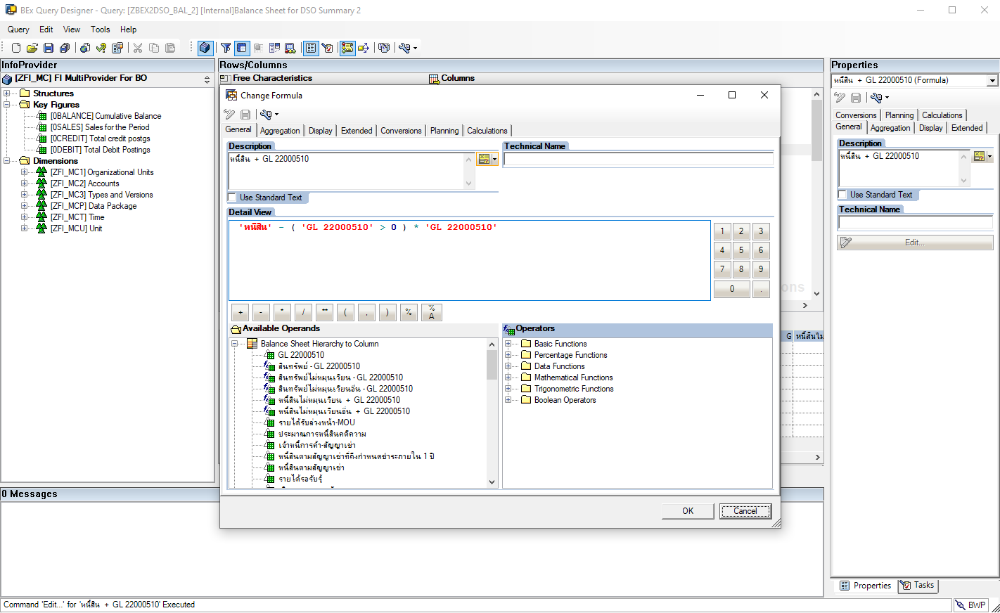 BEx Query Designer - Query: [ZBEX2DSO_BAL_2] [Internal]Balance Sheet for DSO Summary 2
Query Edit View Tools Help
InfoProvider
[ZFI_MC] FI MultiProvider For BO
Structures
Key Figures
[0BALANCE] Cumulative Balance
[0SALES] Sales for the Period
[0CREDIT] Total credit postgs
[0DEBIT] Total Debit Postings
Dimensions
[ZFI_MC1] Organizational Units
[ZFI_MC2] Accounts
[ZFI_MC3] Types and Versions
[ZFI_MCP] Data Package
[ZFI_MCT] Time
[ZFI_MCU] Unit
Rows/Columns
Free Characteristics
Columns
Change Formula
General Aggregation Display Extended Conversions Planning Calculations
Description
Technical Name
หนี้สิน + GL 22000510
Use Standard Text
Detail View
'หนี้สิน' - ( 'GL 22000510' > 0 ) * 'GL 22000510'
1 2 3
4 5 6
7 8 9
0 .
+ - * / ** ( , ) % %A
Available Operands
Balance Sheet Hierarchy to Column
GL 22000510
สินทรัพย์ - GL 22000510
สินทรัพย์ไม่หมุนเวียน - GL 22000510
สินทรัพย์ไม่หมุนเวียนอื่น - GL 22000510
หนี้สินไม่หมุนเวียน + GL 22000510
หนี้สินไม่หมุนเวียนอื่น + GL 22000510
รายได้รับล่วงหน้า-MOU
ประมาณการหนี้สินคดีความ
เจ้าหนี้การค้า-สัญญาเช่า
หนี้สินตามสัญญาเช่าที่ถึงกำหนดชำระภายใน 1 ปี
หนี้สินตามสัญญาเช่า
รายได้รอรับรู้
Operators
Basic Functions
Percentage Functions
Data Functions
Mathematical Functions
Trigonometric Functions
Boolean Operators
OK Cancel
ons
G หนี้สินไม
Properties
หนี้สิน + GL 22000510 (Formula)
Conversions Planning Calculations
General Aggregation Display Extended
Description
หนี้สิน + GL 22000510
Use Standard Text
Technical Name
Edit...
Properties Tasks
0 Messages
Command 'Edit...' for 'หนี้สิน + GL 22000510' Executed
BWP